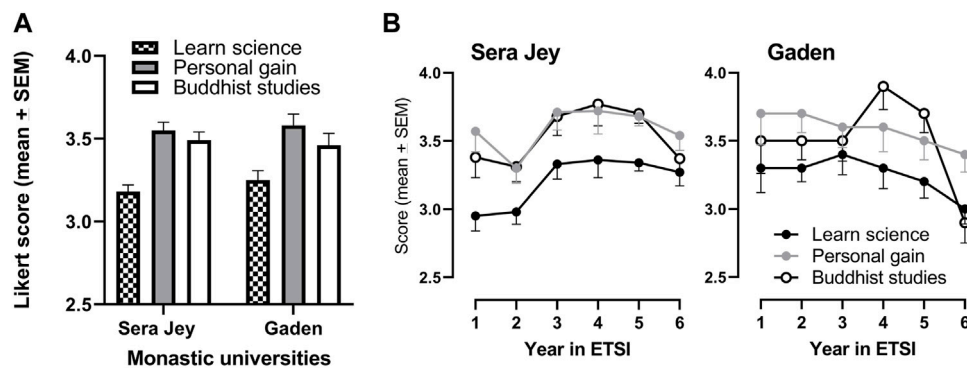 A
Learn science
Personal gain
Buddhist studies
Likert score (mean ± SEM)
4.0
3.5
3.0
2.5
Sera Jey Gaden
Monastic universities
B
Sera Jey
Score (mean ± SEM)
4.0
3.5
3.0
2.5
1 2 3 4 5 6
Year in ETSI
Gaden
4.0
3.5
3.0
2.5
Learn science
Personal gain
Buddhist studies
1 2 3 4 5 6
Year in ETSI